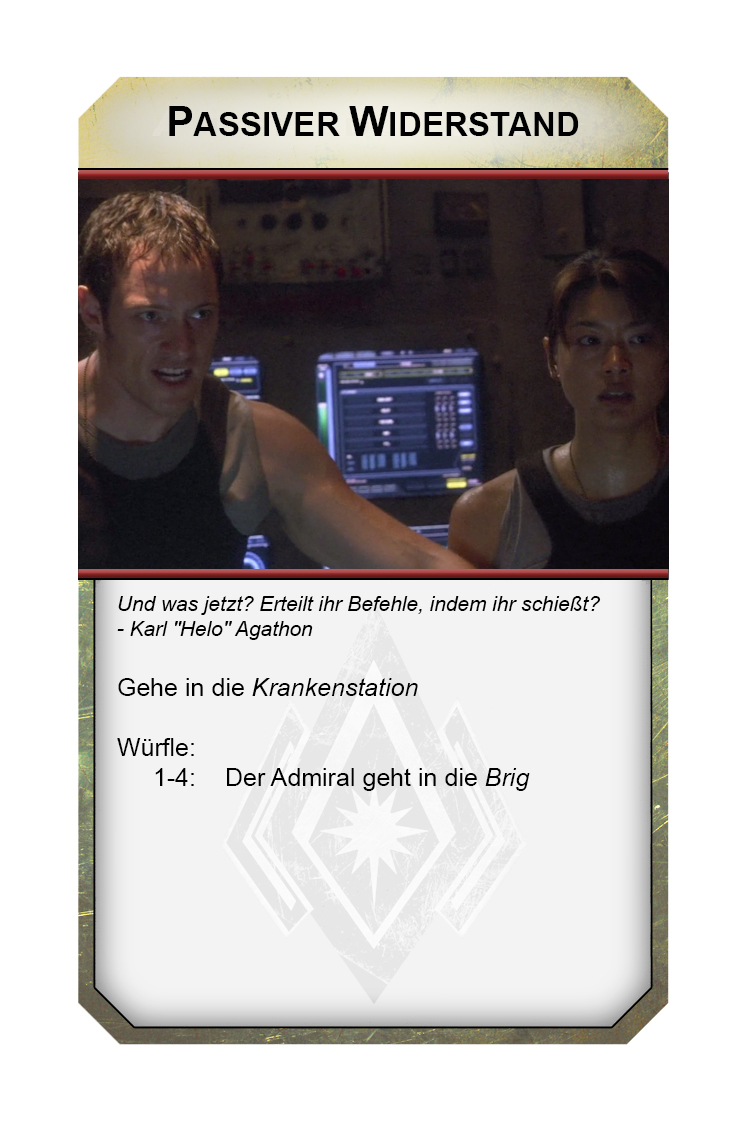 PASSIVER WIDERSTAND
Und was jetzt? Erteilt ihr Befehle, indem ihr schießt?
- Karl "Helo" Agathon
Gehe in die Krankenstation
Würfle:
1-4: Der Admiral geht in die Brig